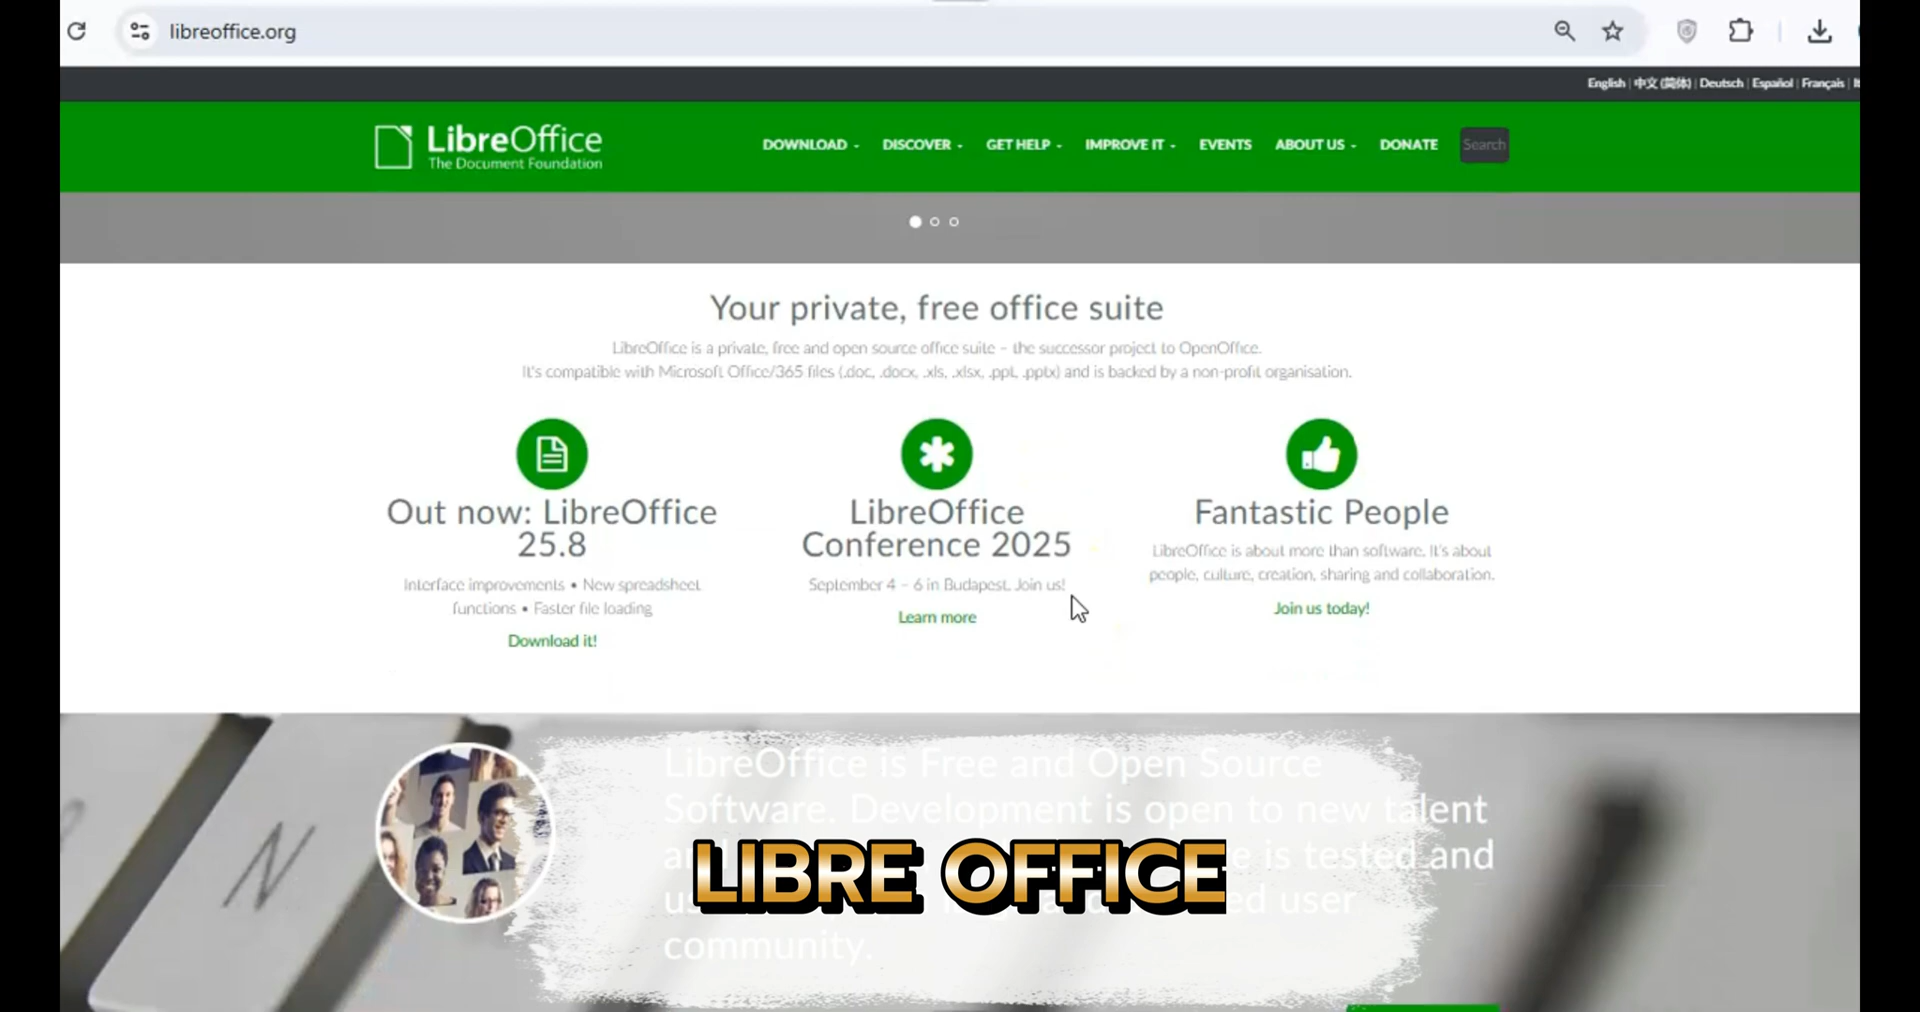 libreoffice.org
English | 中文 (简体) | Deutsch | Español | Français |
LibreOffice
The Document Foundation
DOWNLOAD DISCOVER GET HELP IMPROVE IT EVENTS ABOUT US DONATE Search
Your private, free office suite
LibreOffice is a private, free and open source office suite – the successor project to OpenOffice.
It's compatible with Microsoft Office/365 files (.doc, .docx, .xls, .xlsx, .ppt, .pptx) and is backed by a non-profit organisation.
Out now: LibreOffice
25.8
Interface improvements • New spreadsheet
functions • Faster file loading
Download it!
LibreOffice
Conference 2025
September 4 – 6 in Budapest. Join us!
Learn more
Fantastic People
LibreOffice is about more than software. It's about
people, culture, creation, sharing and collaboration.
Join us today!
N
LibreOffice is Free and Open Source
Software. Development is open to new talent
is tested and
user
community.
LIBRE OFFICE